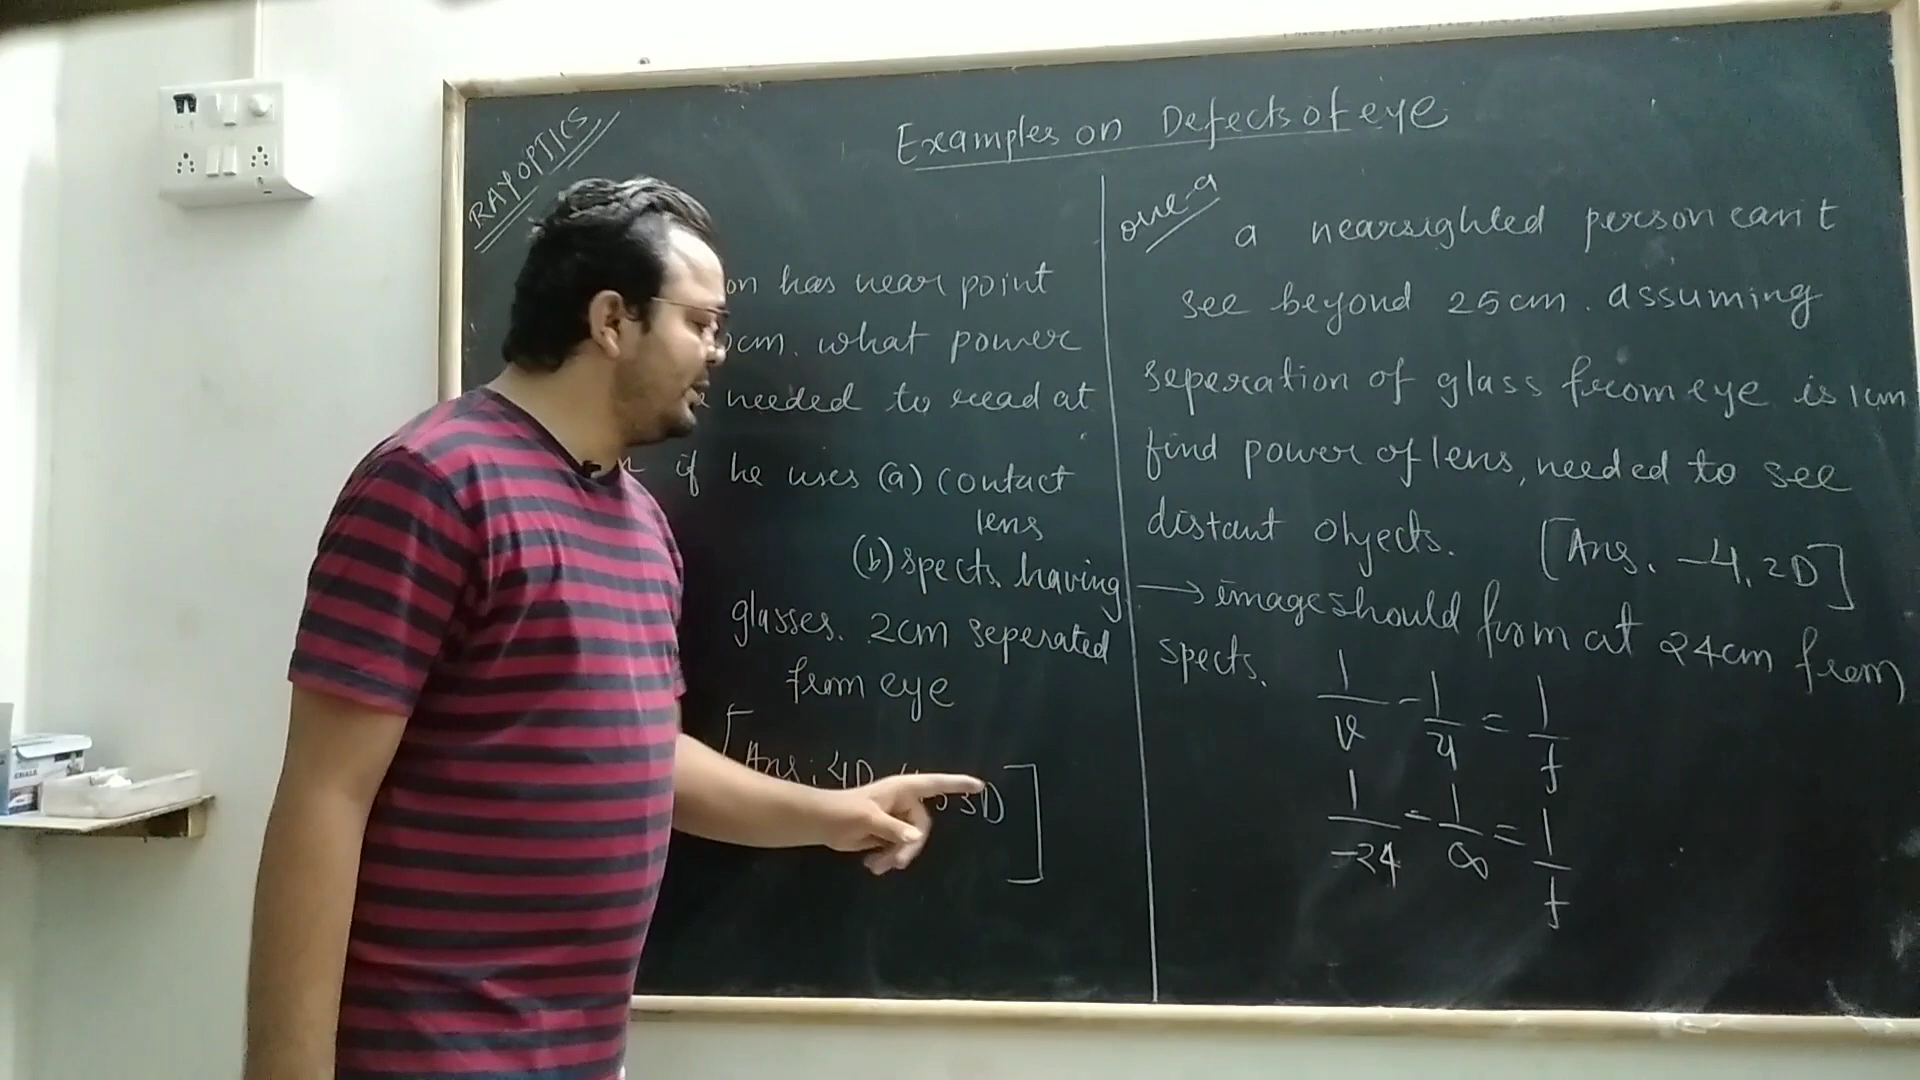 RAY OPTICS
Examples on Defects of eye
on has near point
cm. what power
needed to read at
if he uses (a) contact
lens
(b) spects having
glasses. 2cm seperated
from eye
[Ans: 4D
3D]
que-9
a nearsighted person can't
see beyond 25cm. assuming
seperation of glass from eye is 1cm
find power of lens, needed to see
distant objects. [Ans. -4.2D]
→ image should from at 24cm from
spects.
1/v - 1/u = 1/f
1/-24 - 1/∞ = 1/f